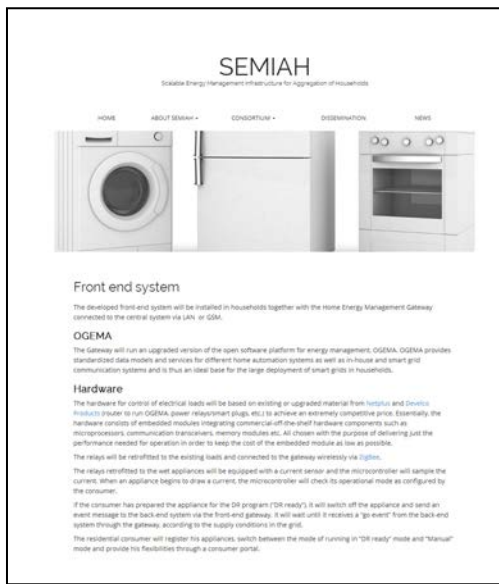 SEMIAH
Scalable Energy Management Infrastructure for Aggregation of Households
HOME ABOUT SEMIAH CONSORTIUM DISSEMINATION NEWS
Front end system
The developed front-end system will be installed in households together with the Home Energy Management Gateway
connected to the central system via LAN or GSM.
OGEMA
The Gateway will run an upgraded version of the open software platform for energy management, OGEMA. OGEMA provides
standardized data models and services for different home automation systems as well as in-house and smart grid
communication systems and is thus an ideal base for the large deployment of smart grids in households.
Hardware
The hardware for control of electrical loads will be based on existing or upgraded material from Netplus and Develco
Products (router to run OGEMA, power relays/smart plugs, etc.) to achieve an extremely competitive price. Essentially, the
hardware consists of embedded modules integrating commercial-off-the-shelf hardware components such as
microprocessors, communication transceivers, memory modules etc. All chosen with the purpose of delivering just the
performance needed for operation in order to keep the cost of the embedded module as low as possible.
The relays will be retrofitted to the existing loads and connected to the gateway wirelessly via ZigBee.
The relays retrofitted to the wet appliances will be equipped with a current sensor and the microcontroller will sample the
current. When an appliance begins to draw a current, the microcontroller will check its operational mode as configured by
the consumer.
If the consumer has prepared the appliance for the DR program ("DR ready"), it will switch off the appliance and send an
event message to the back-end system via the front-end gateway. It will wait until it receives a "go event" from the back-end
system through the gateway, according to the supply conditions in the grid.
The residential consumer will register his appliances, switch between the mode of running in "DR ready" mode and "Manual"
mode and provide his flexibilities through a consumer portal.